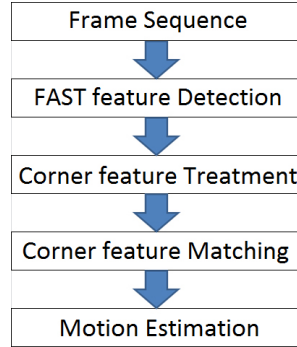 Frame Sequence
FAST feature Detection
Corner feature Treatment
Corner feature Matching
Motion Estimation